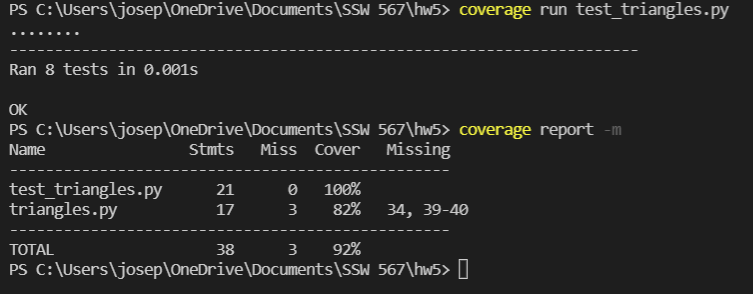 PS C:\Users\josep\OneDrive\Documents\SSW 567\hw5> coverage run test_triangles.py
........
----------------------------------------------------------------------
Ran 8 tests in 0.001s
OK
PS C:\Users\josep\OneDrive\Documents\SSW 567\hw5> coverage report -m
Name                Stmts   Miss  Cover   Missing
-------------------------------------------------
test_triangles.py      21      0   100%
triangles.py           17      3    82%   34, 39-40
-------------------------------------------------
TOTAL                  38      3    92%
PS C:\Users\josep\OneDrive\Documents\SSW 567\hw5>